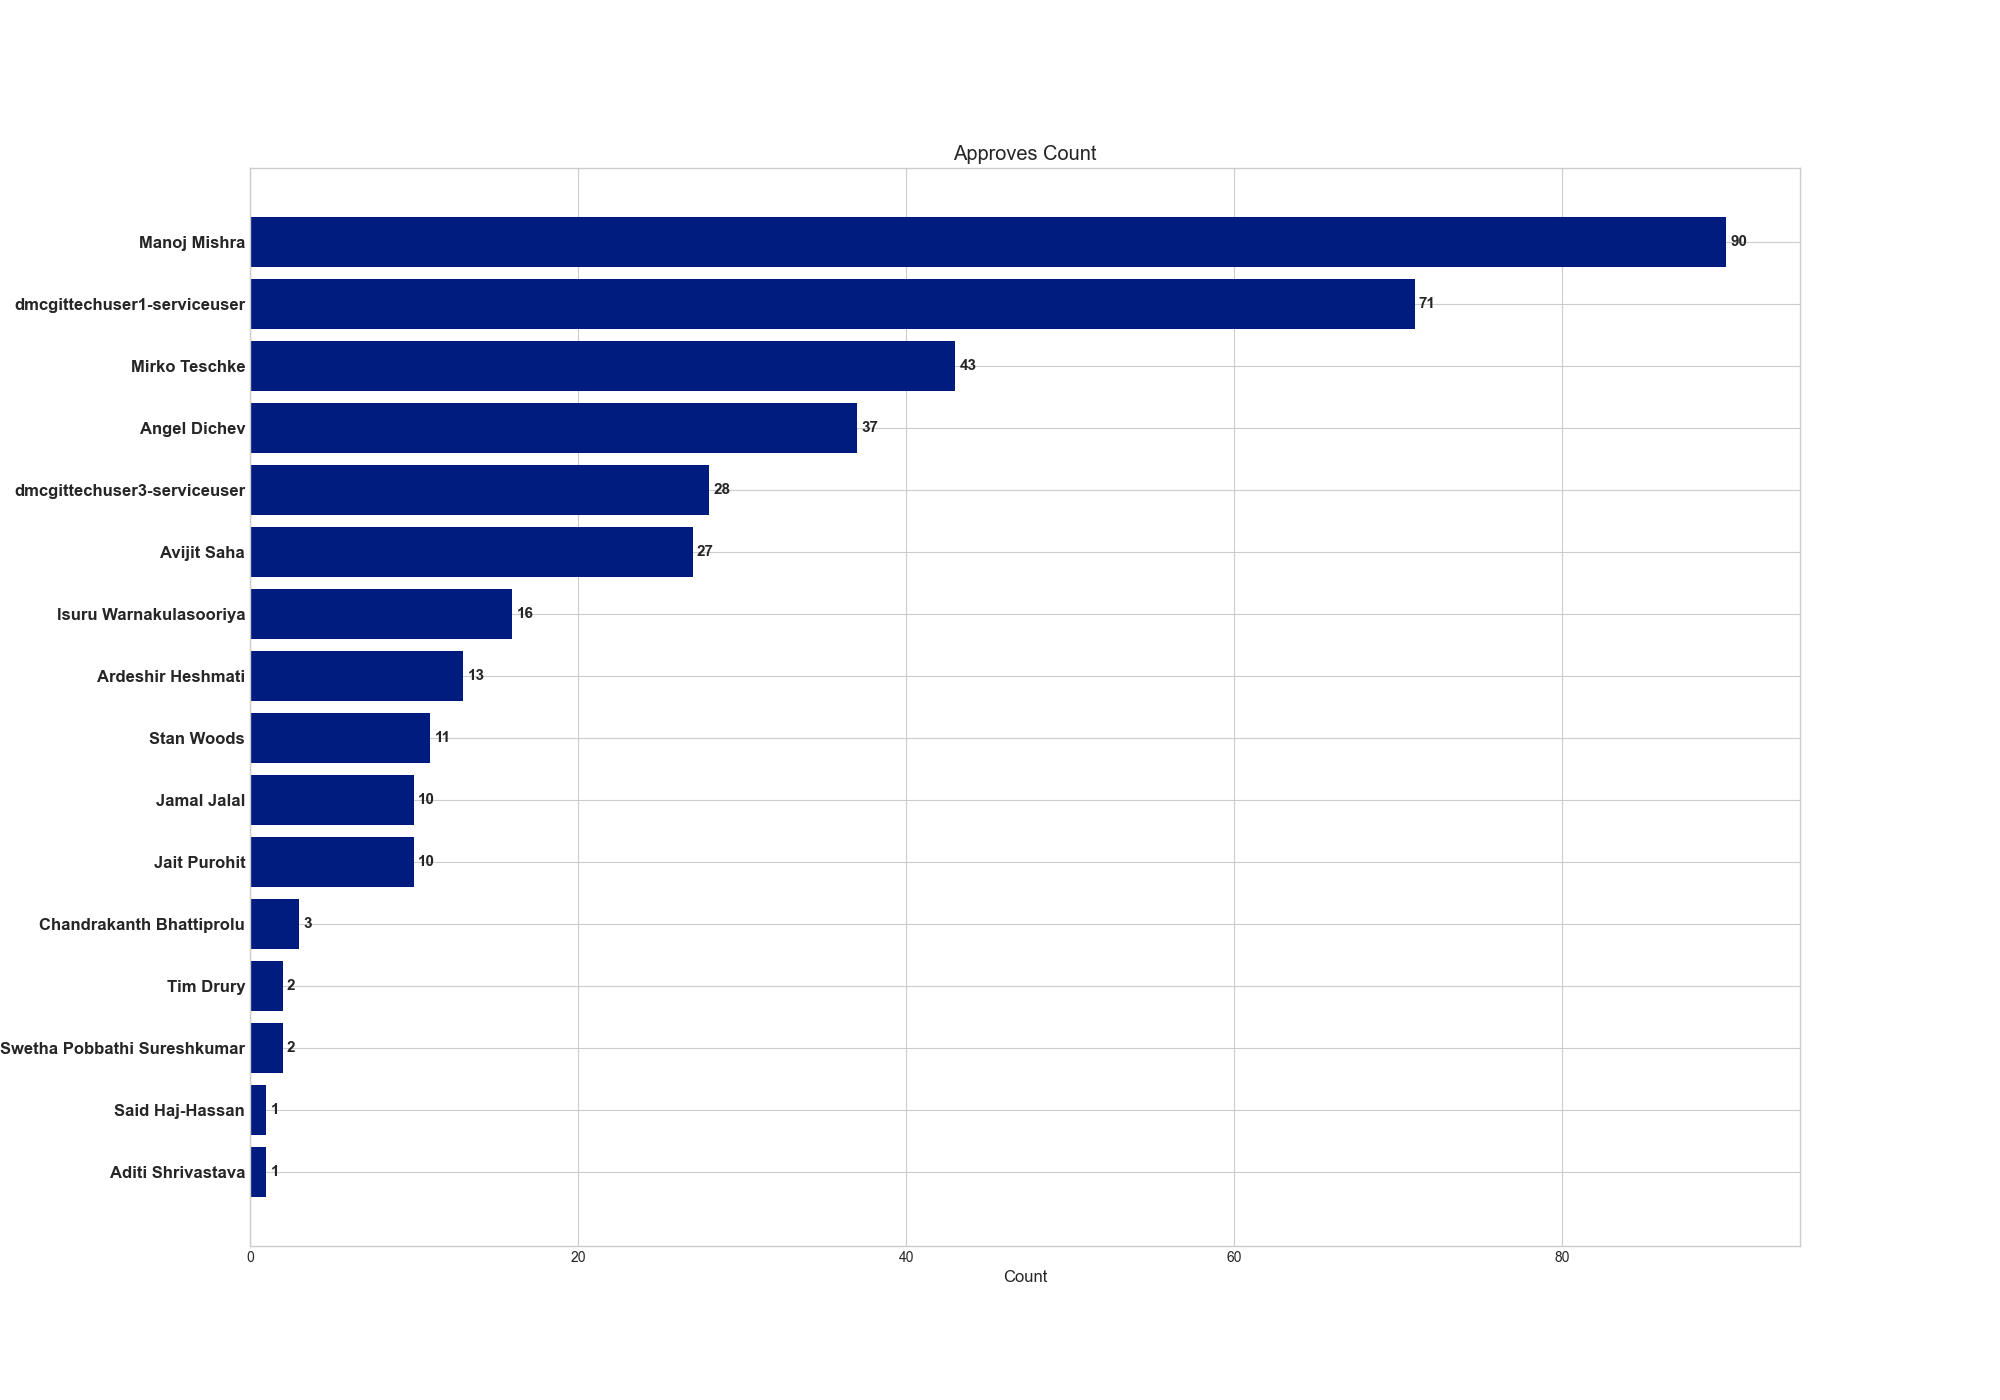 Approves Count
Manoj Mishra 90
dmcgittechuser1-serviceuser 71
Mirko Teschke 43
Angel Dichev 37
dmcgittechuser3-serviceuser 28
Avijit Saha 27
Isuru Warnakulasooriya 16
Ardeshir Heshmati 13
Stan Woods 11
Jamal Jalal 10
Jait Purohit 10
Chandrakanth Bhattiprolu 3
Tim Drury 2
Swetha Pobbathi Sureshkumar 2
Said Haj-Hassan 1
Aditi Shrivastava 1
0 20 40 60 80
Count